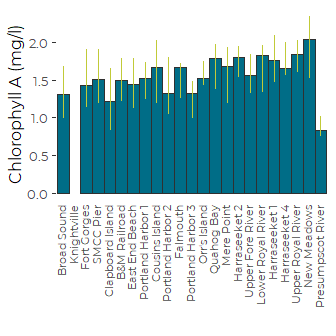 Chlorophyll A (mg/l)
2.0
1.5
1.0
0.5
0.0
Broad Sound
Knightville
Fort Gorges
SMCC Pier
Clapboard Island
B&M Railroad
East End Beach
Portland Harbor 1
Cousins Island
Portland Harbor 2
Falmouth
Portland Harbor 3
Orrs Island
Quahog Bay
Mere Point
Harraseeket 2
Upper Fore River
Lower Royal River
Harraseeket 1
Harraseeket 4
Upper Royal River
New Meadows
Presumpscot River